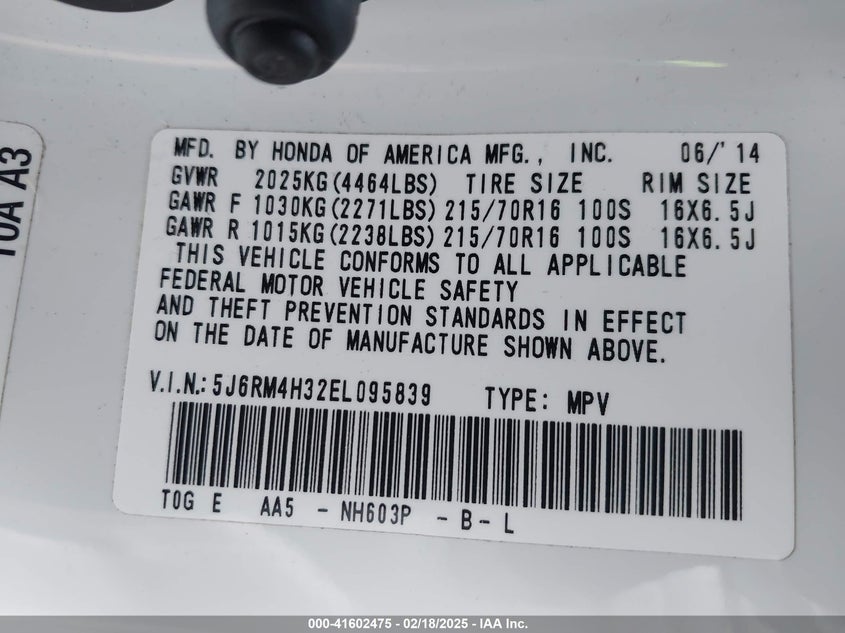 MFD. BY HONDA OF AMERICA MFG., INC. 06/'14
GVWR 2025KG(4464LBS) TIRE SIZE RIM SIZE
GAWR F 1030KG(2271LBS) 215/70R16 100S 16X6.5J
GAWR R 1015KG(2238LBS) 215/70R16 100S 16X6.5J
THIS VEHICLE CONFORMS TO ALL APPLICABLE
FEDERAL MOTOR VEHICLE SAFETY
AND THEFT PREVENTION STANDARDS IN EFFECT
ON THE DATE OF MANUFACTURE SHOWN ABOVE.
V.I.N.: 5J6RM4H32EL095839 TYPE: MPV
TOG E AA5 - NH603P - B - L
A3
000-41602475 — 02/18/2025 — IAA Inc.